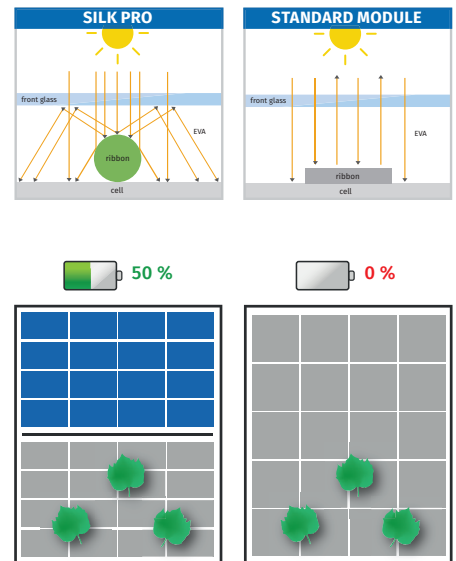 SILK PRO
front glass
EVA
ribbon
cell
STANDARD MODULE
front glass
EVA
ribbon
cell
50 %
0 %